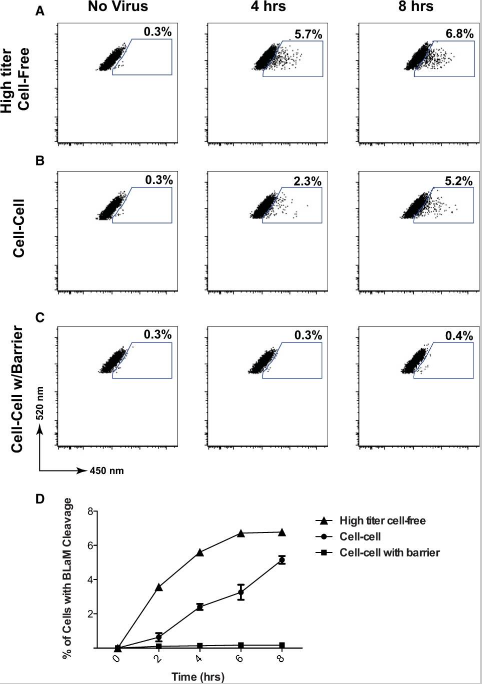 A
No Virus
4 hrs
8 hrs
High titer
Cell-Free
0.3%
5.7%
6.8%
B
Cell-Cell
0.3%
2.3%
5.2%
C
Cell-Cell w/Barrier
0.3%
0.3%
0.4%
520 nm
450 nm
D
% of Cells with BLaM Cleavage
8
6
4
2
0
2
4
6
8
Time (hrs)
High titer cell-free
Cell-cell
Cell-cell with barrier